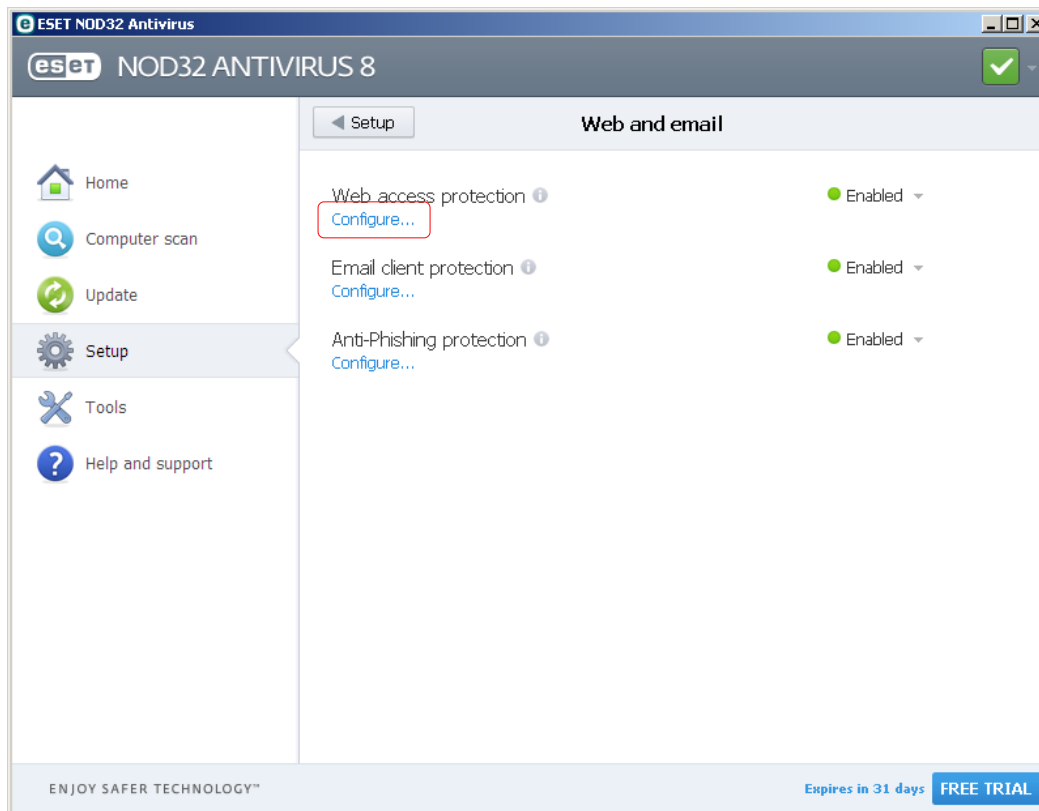 ESET NOD32 Antivirus
eset NOD32 ANTIVIRUS 8
Setup
Web and email
Home
Computer scan
Update
Setup
Tools
Help and support
Web access protection
Enabled
Configure...
Email client protection
Enabled
Configure...
Anti-Phishing protection
Enabled
Configure...
ENJOY SAFER TECHNOLOGY™
Expires in 31 days
FREE TRIAL